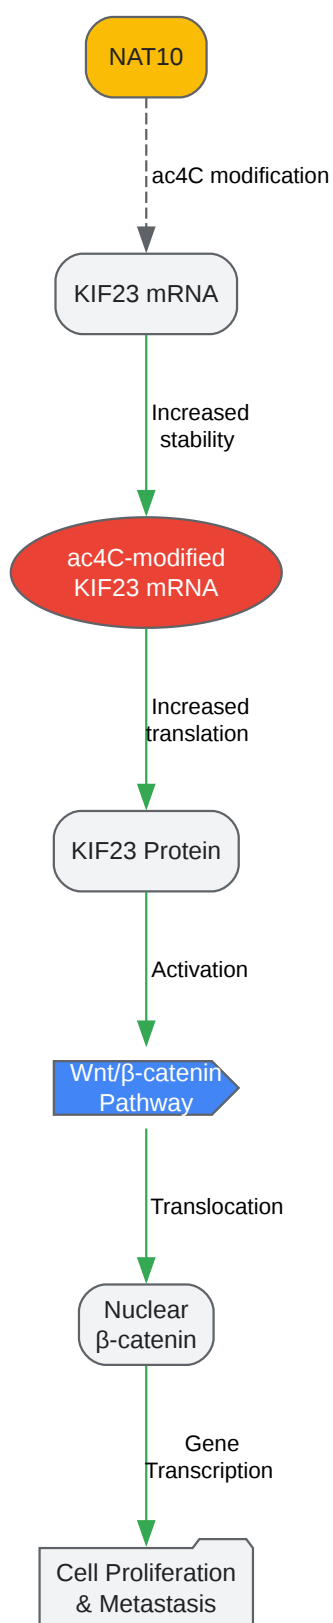 NAT10
ac4C modification
KIF23 mRNA
Increased
stability
ac4C-modified
KIF23 mRNA
Increased
translation
KIF23 Protein
Activation
Wnt/β-catenin
Pathway
Translocation
Nuclear
β-catenin
Gene
Transcription
Cell Proliferation
& Metastasis